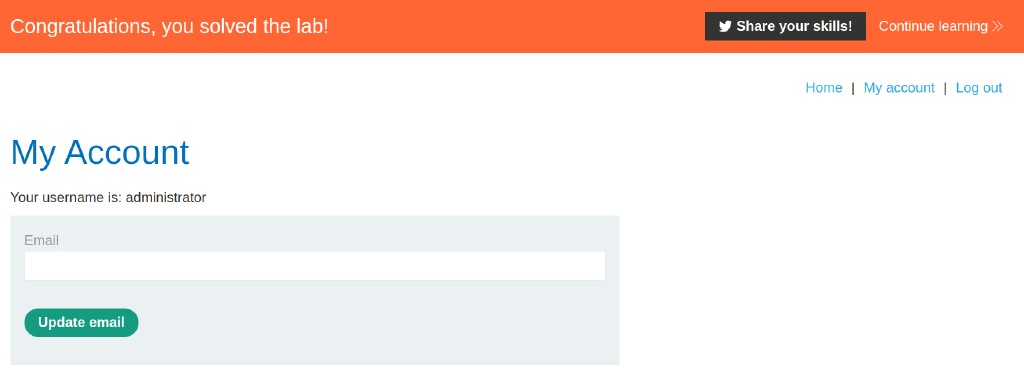 Congratulations, you solved the lab!
Share your skills!
Continue learning
Home | My account | Log out
My Account
Your username is: administrator
Email
Update email